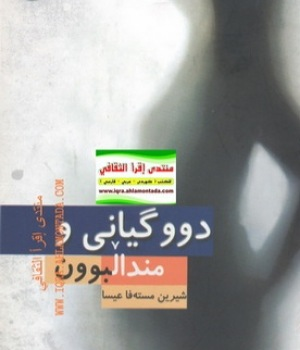 منتدى إقرأ الثقافي
www.iqra.ahlamontada.com
دووگیانی و
منداڵبوون
شیرین مستەفا عیسا
منتدى إقرأ الثقافي
WWW.IQRA.AHLAMONTADA.COM